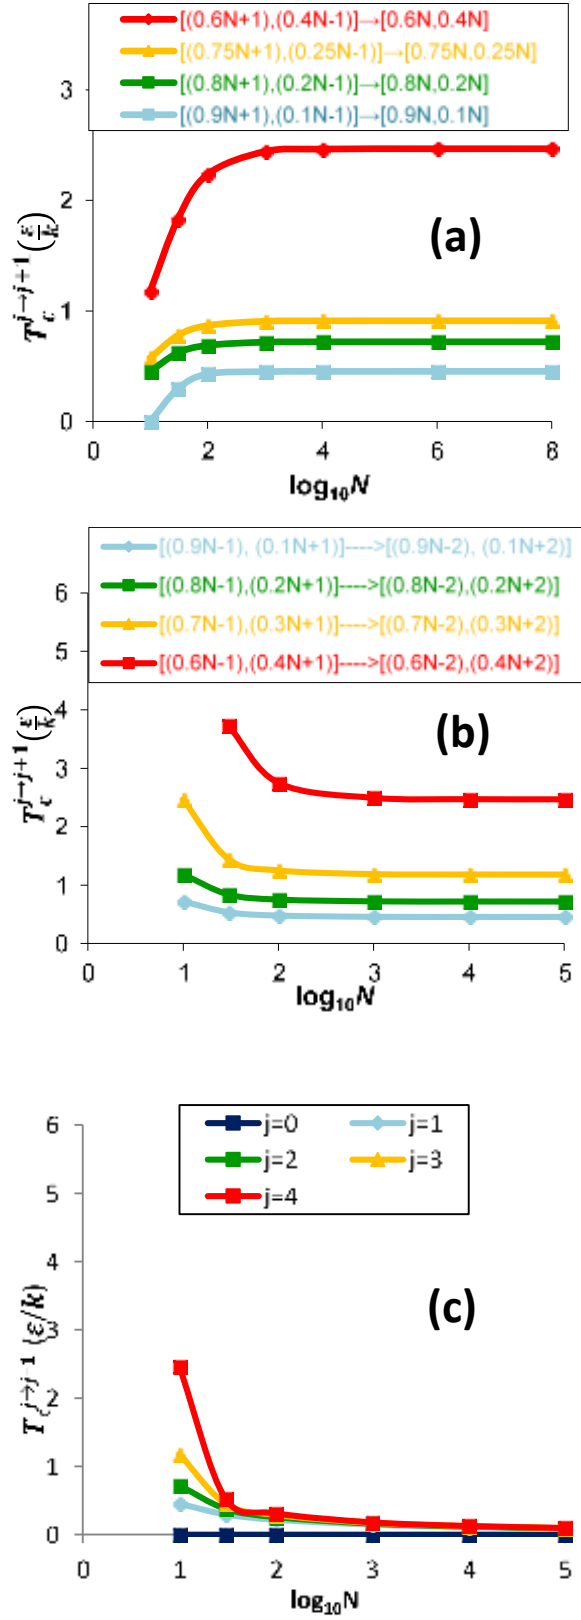 [(0.6N+1),(0.4N-1)]→[0.6N,0.4N]
[(0.75N+1),(0.25N-1)]→[0.75N,0.25N]
[(0.8N+1),(0.2N-1)]→[0.8N,0.2N]
[(0.9N+1),(0.1N-1)]→[0.9N,0.1N]
3
2
1
0
(a)
T_c^{j→j+1}(ε/k)
0 2 4 6 8
log₁₀N
[(0.9N-1), (0.1N+1)]---->[(0.9N-2), (0.1N+2)]
[(0.8N-1),(0.2N+1)]---->[(0.8N-2),(0.2N+2)]
[(0.7N-1),(0.3N+1)]---->[(0.7N-2),(0.3N+2)]
[(0.6N-1),(0.4N+1)]---->[(0.6N-2),(0.4N+2)]
6
5
4
3
2
1
0
(b)
T_c^{j→j+1}(ε/k)
0 1 2 3 4 5
log₁₀N
j=0 j=1
j=2 j=3
j=4
6
5
4
3
2
1
0
(c)
(ε/k)
0 1 2 3 4 5
log₁₀N